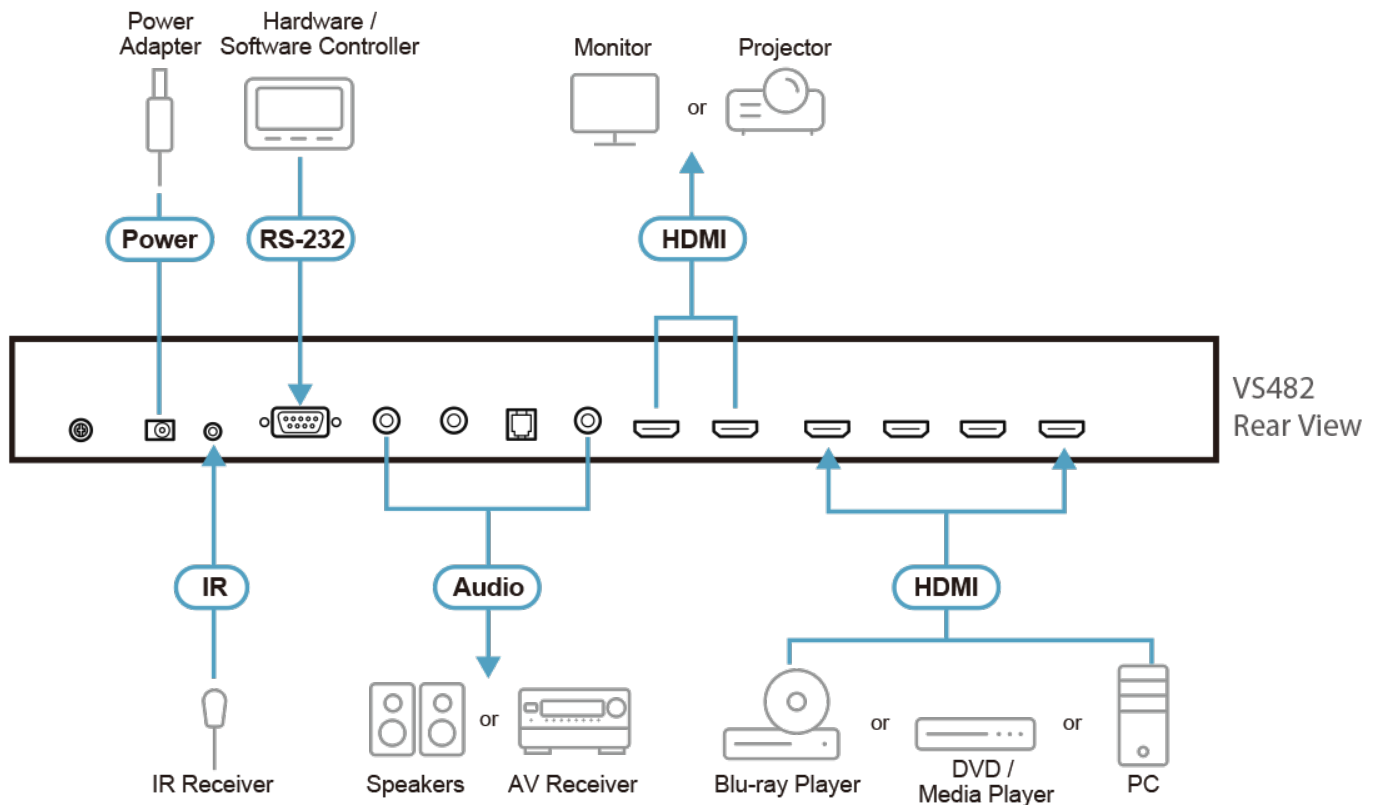 Power
Adapter
Hardware /
Software Controller
Monitor
or
Projector
Power
RS-232
HDMI
VS482
Rear View
IR
Audio
HDMI
IR Receiver
Speakers
or
AV Receiver
Blu-ray Player
or
DVD /
Media Player
or
PC